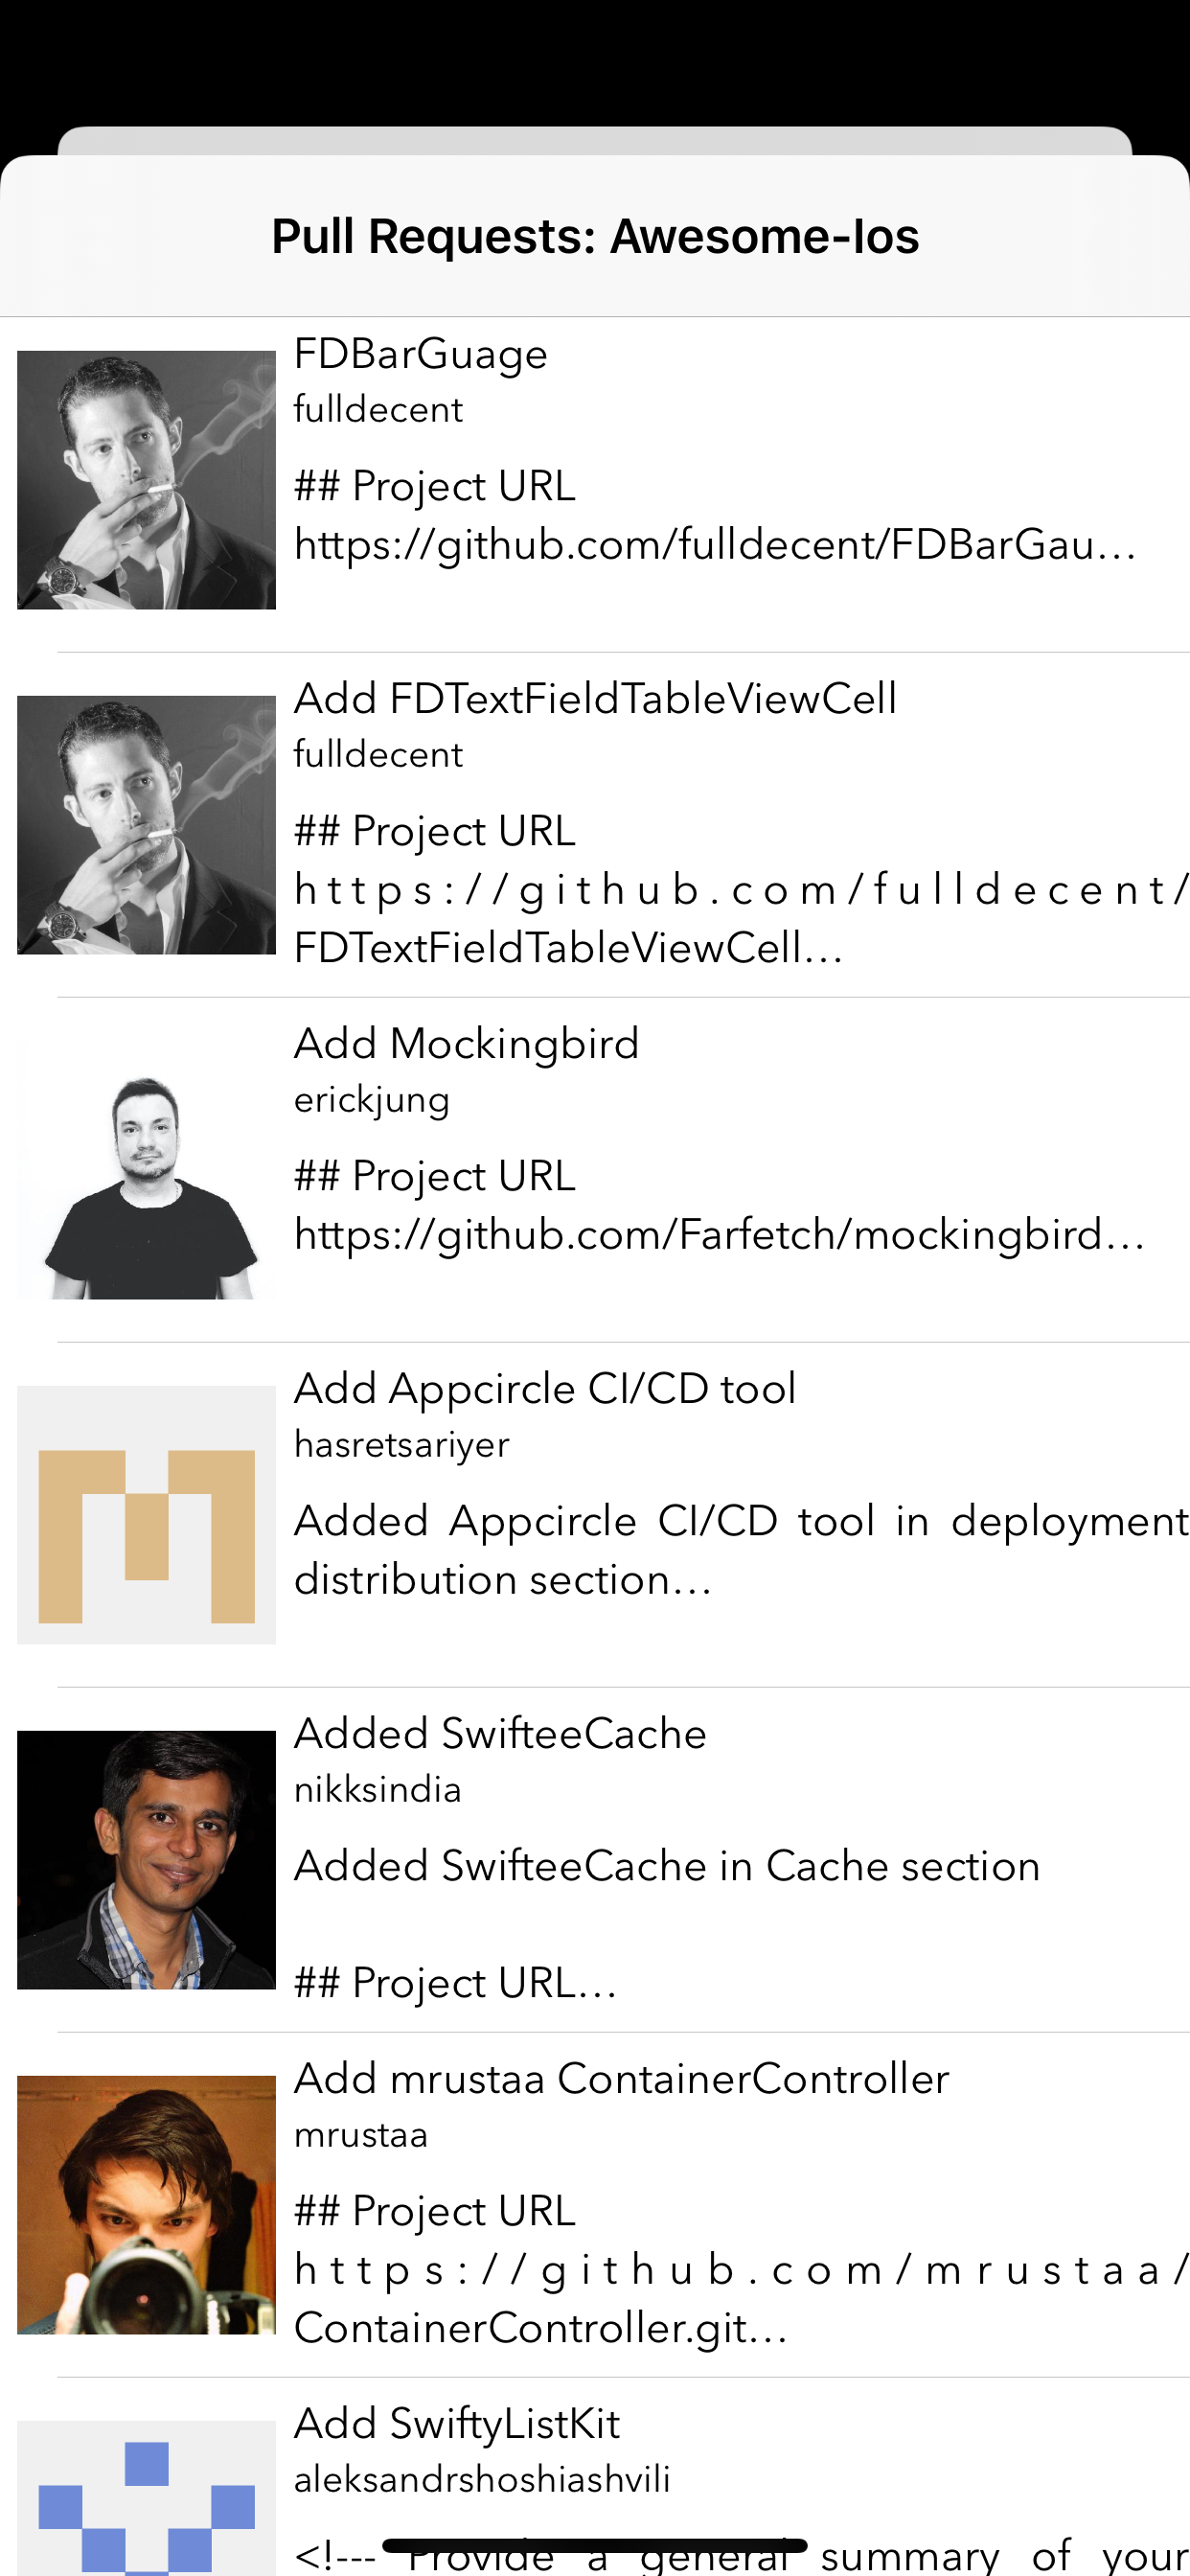 Pull Requests: Awesome-Ios
FDBarGuage
fulldecent
## Project URL
https://github.com/fulldecent/FDBarGau…
Add FDTextFieldTableViewCell
fulldecent
## Project URL
https://github.com/fulldecent/
FDTextFieldTableViewCell…
Add Mockingbird
erickjung
## Project URL
https://github.com/Farfetch/mockingbird…
Add Appcircle CI/CD tool
hasretsariyer
Added Appcircle CI/CD tool in deployment
distribution section…
Added SwifteeCache
nikksindia
Added SwifteeCache in Cache section
## Project URL…
Add mrustaa ContainerController
mrustaa
## Project URL
https://github.com/mrustaa/
ContainerController.git…
Add SwiftyListKit
aleksandrshoshiashvili
<!--- Provide a general summary of your